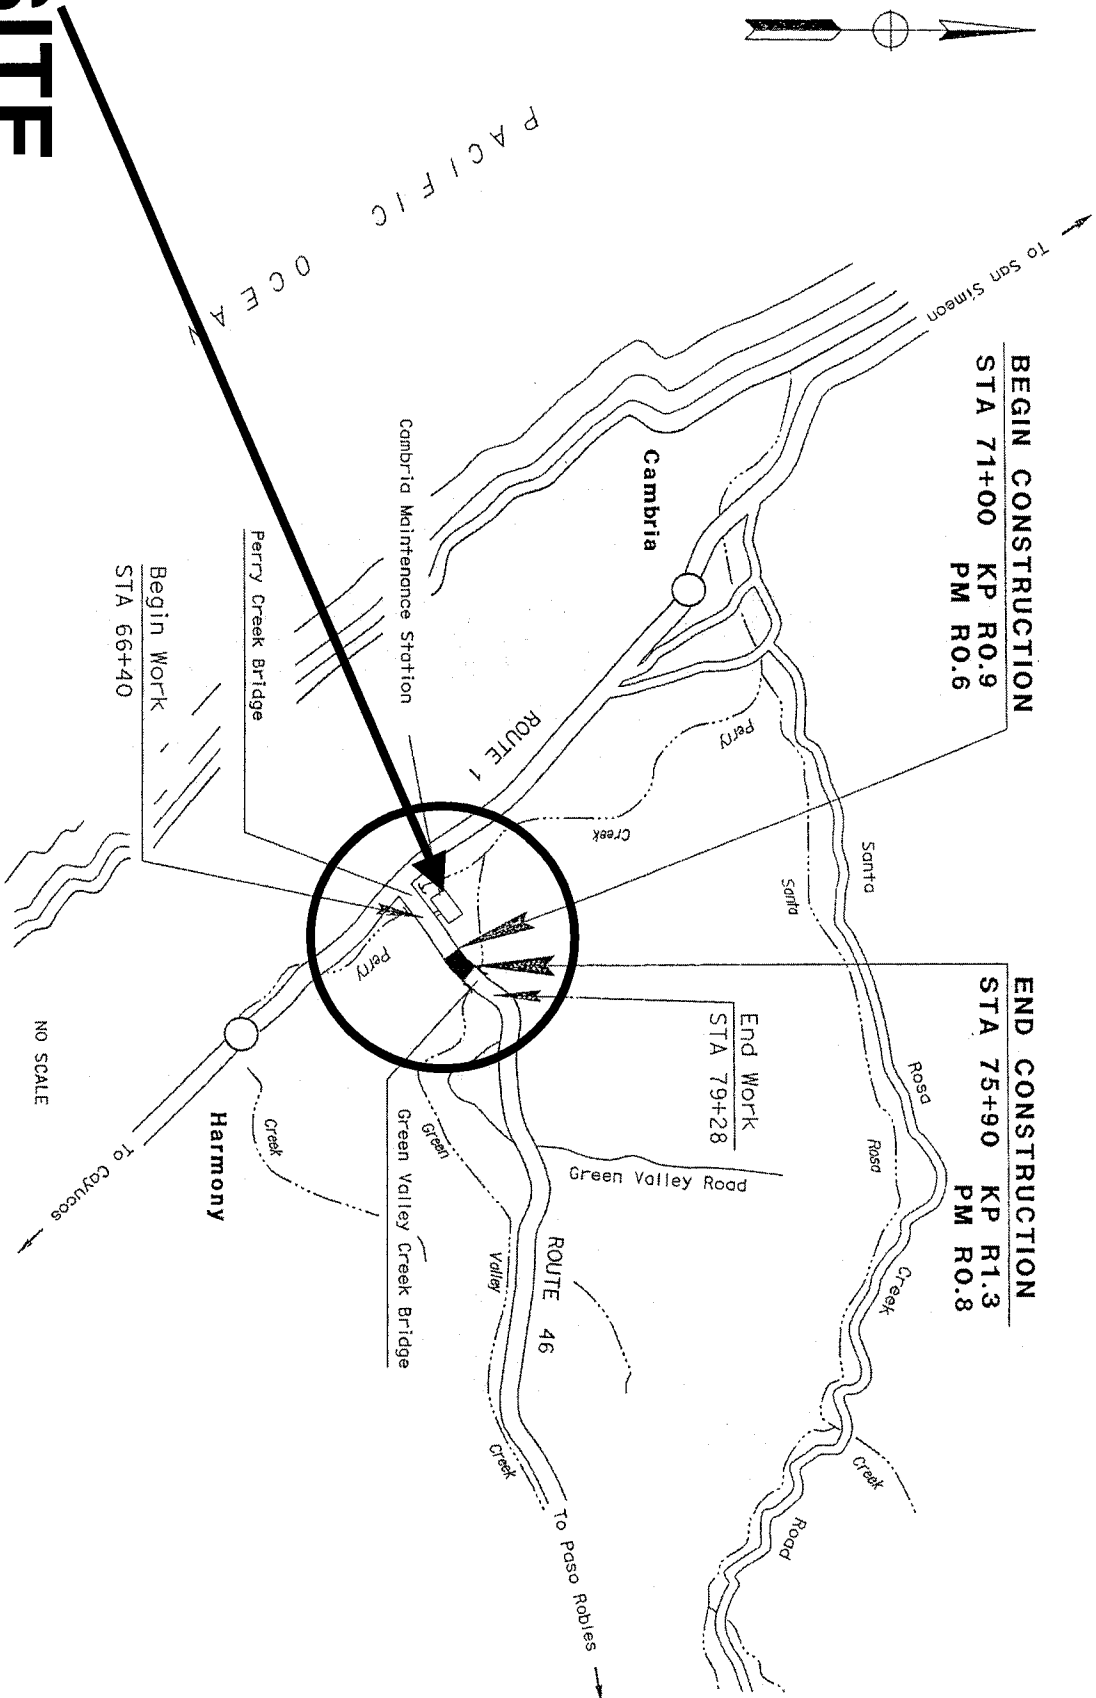 SITE
PACIFIC OCEAN
To San Simeon
BEGIN CONSTRUCTION
STA 71+00 KP R0.9
PM R0.6
Cambria
Cambria Maintenance Station
Perry Creek Bridge
Begin Work
STA 66+40
ROUTE 1
Perry
Creek
Santa
Rosa
Creek
Road
Santa
Rosa
Creek
END CONSTRUCTION
STA 75+90 KP R1.3
PM R0.8
End Work
STA 79+28
Green Valley Road
Perry
Creek
Green
Valley
Creek
Green Valley Creek Bridge
ROUTE 46
To Paso Robles
Harmony
To Cayucos
NO SCALE